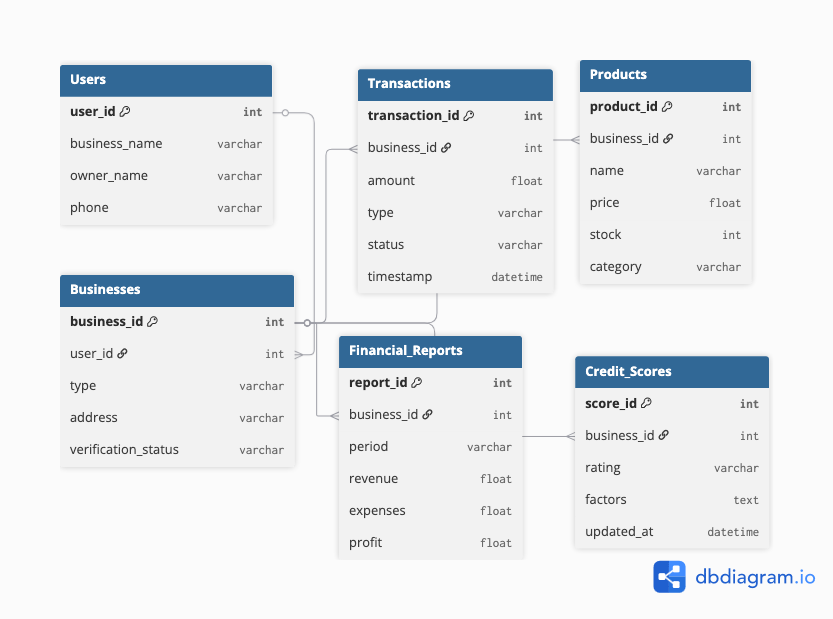 Users
user_id int
business_name varchar
owner_name varchar
phone varchar
Businesses
business_id int
user_id int
type varchar
address varchar
verification_status varchar
Transactions
transaction_id int
business_id int
amount float
type varchar
status varchar
timestamp datetime
Financial_Reports
report_id int
business_id int
period varchar
revenue float
expenses float
profit float
Products
product_id int
business_id int
name varchar
price float
stock int
category varchar
Credit_Scores
score_id int
business_id int
rating varchar
factors text
updated_at datetime
dbdiagram.io